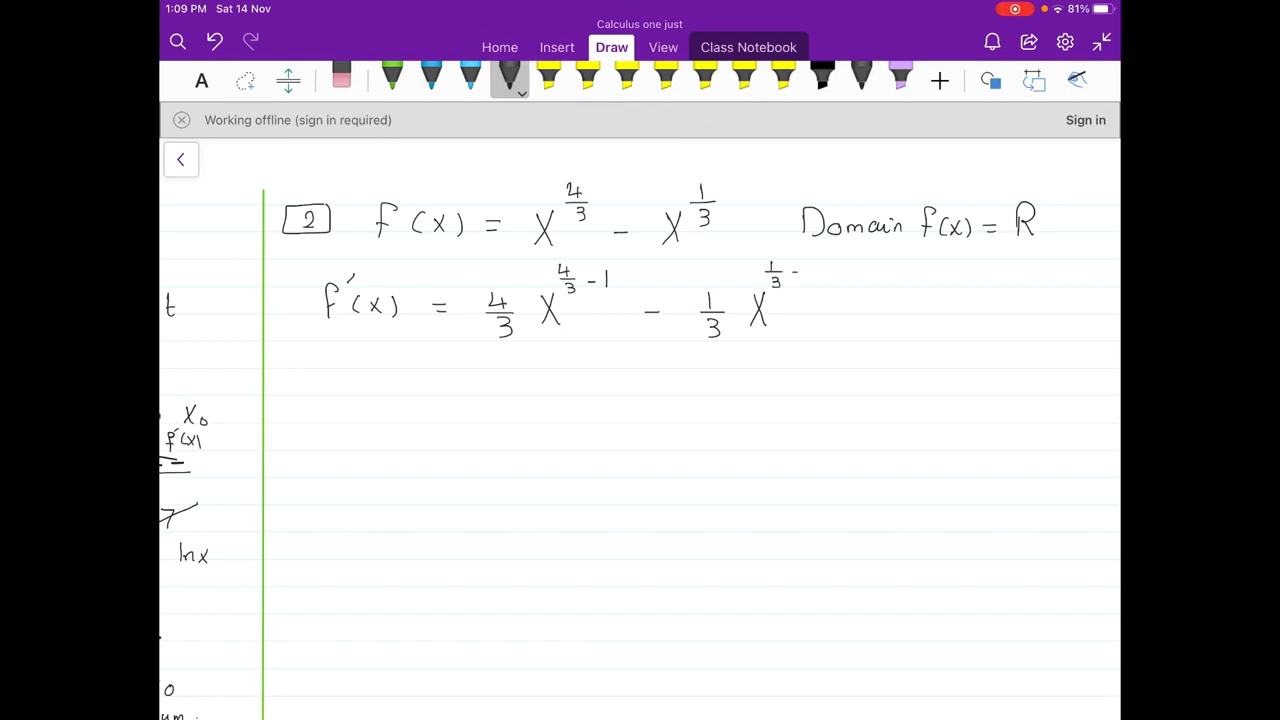 1:09 PM Sat 14 Nov
81%
Calculus one just
Home Insert Draw View Class Notebook
A
Working offline (sign in required) Sign in
2 f(x) = x^{4/3} - x^{1/3} Domain f(x) = R
f'(x) = 4/3 x^{4/3 - 1} - 1/3 x^{1/3 -
t
x₀
f'(x)
ln x